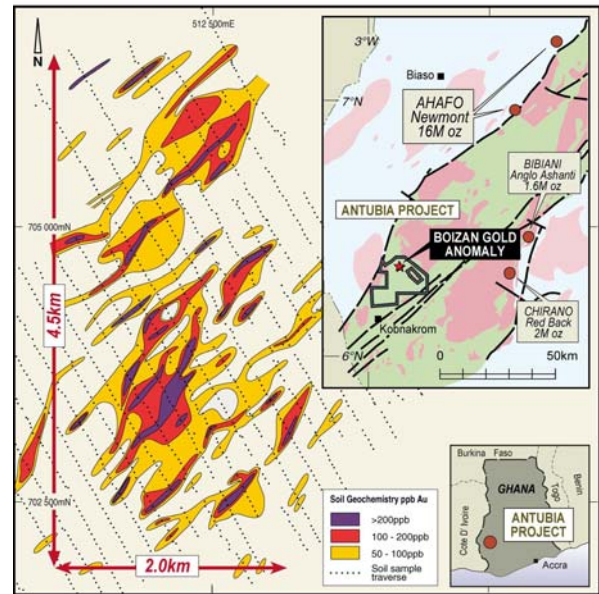 512 500mE
N
705 000mN
4.5km
702 500mN
2.0km
3°W
Biaso
7°N
AHAFO
Newmont
16M oz
BIBIANI
Anglo Ashanti
1.6M oz
ANTUBIA PROJECT
BOIZAN GOLD
ANOMALY
CHIRANO
Red Back
2M oz
Kobnakrom
6°N
0
50km
Soil Geochemistry ppb Au
>200ppb
100 - 200ppb
50 - 100ppb
Soil sample
traverse
Burkina Faso
GHANA
Benin
Togo
Cote D' Ivoire
ANTUBIA
PROJECT
Accra